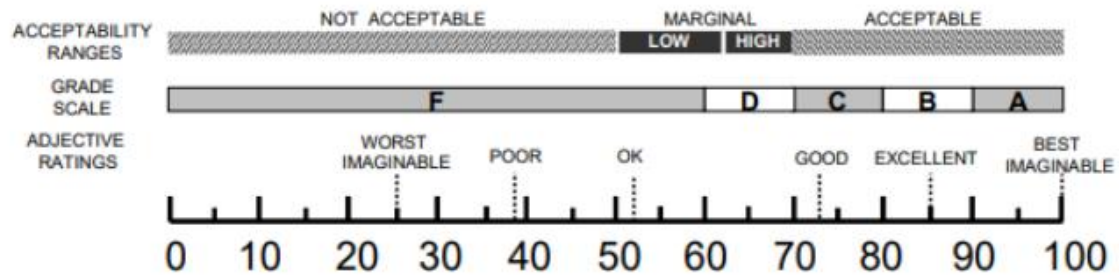 NOT ACCEPTABLE MARGINAL ACCEPTABLE
ACCEPTABILITY
RANGES
LOW HIGH
GRADE
SCALE
F D C B A
ADJECTIVE
RATINGS
WORST
IMAGINABLE
POOR
OK
GOOD
EXCELLENT
BEST
IMAGINABLE
0 10 20 30 40 50 60 70 80 90 100